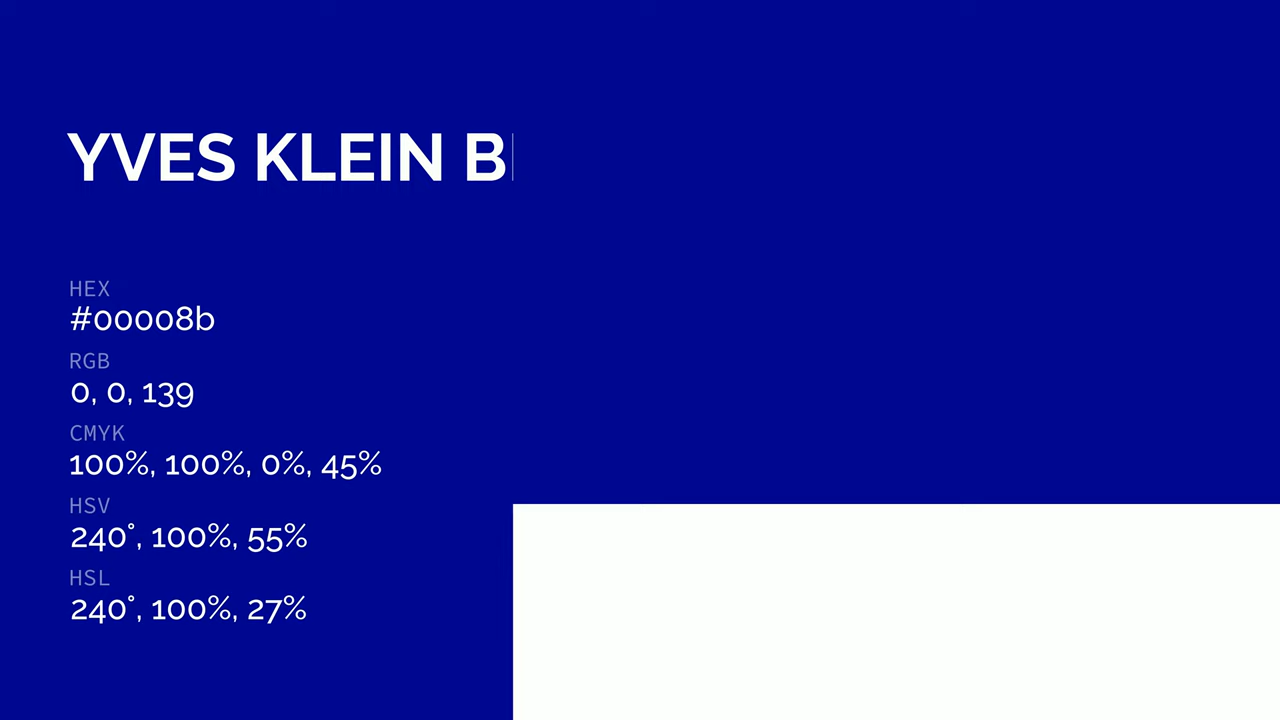 YVES KLEIN B
HEX
#00008b
RGB
0, 0, 139
CMYK
100%, 100%, 0%, 45%
HSV
240°, 100%, 55%
HSL
240°, 100%, 27%